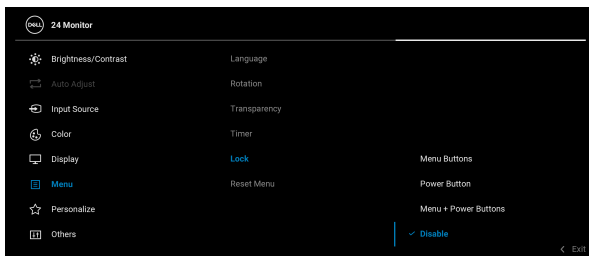 DELL 24 Monitor
Brightness/Contrast
Auto Adjust
Input Source
Color
Display
Menu
Personalize
Others
Language
Rotation
Transparency
Timer
Lock
Reset Menu
Menu Buttons
Power Button
Menu + Power Buttons
Disable
Exit